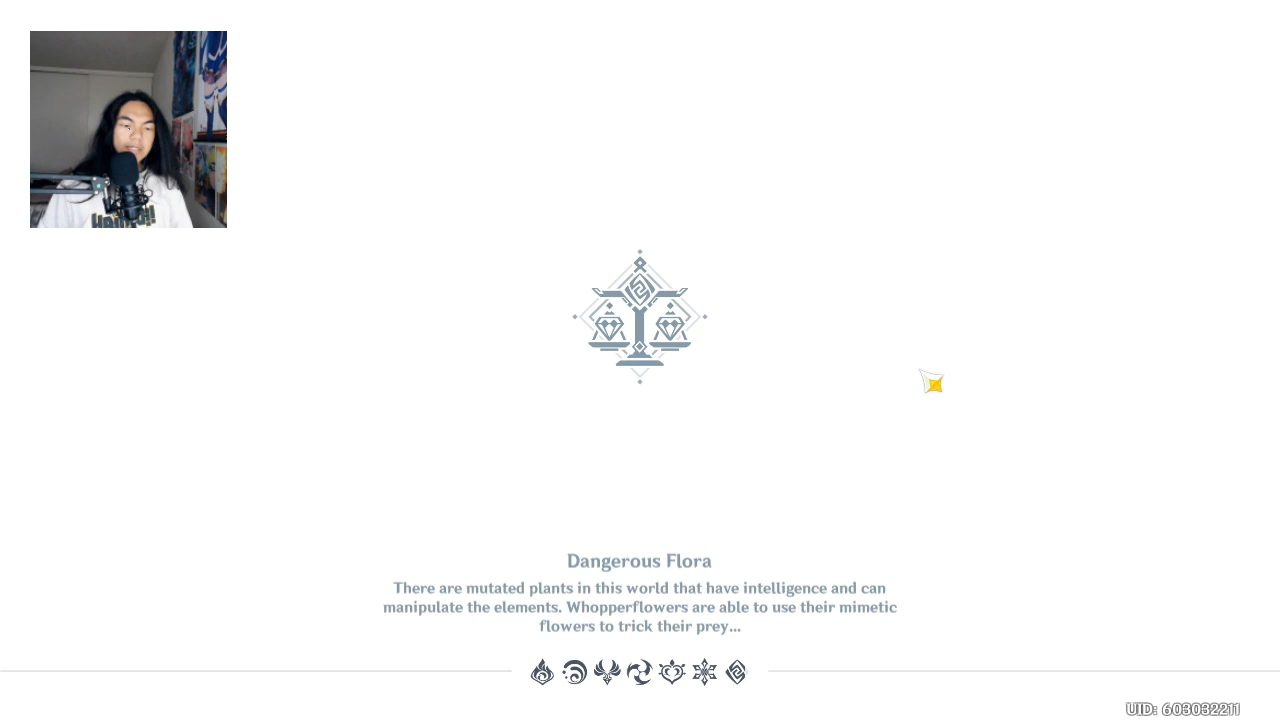 Dangerous Flora
There are mutated plants in this world that have intelligence and can
manipulate the elements. Whopperflowers are able to use their mimetic
flowers to trick their prey...
UID: 603032211